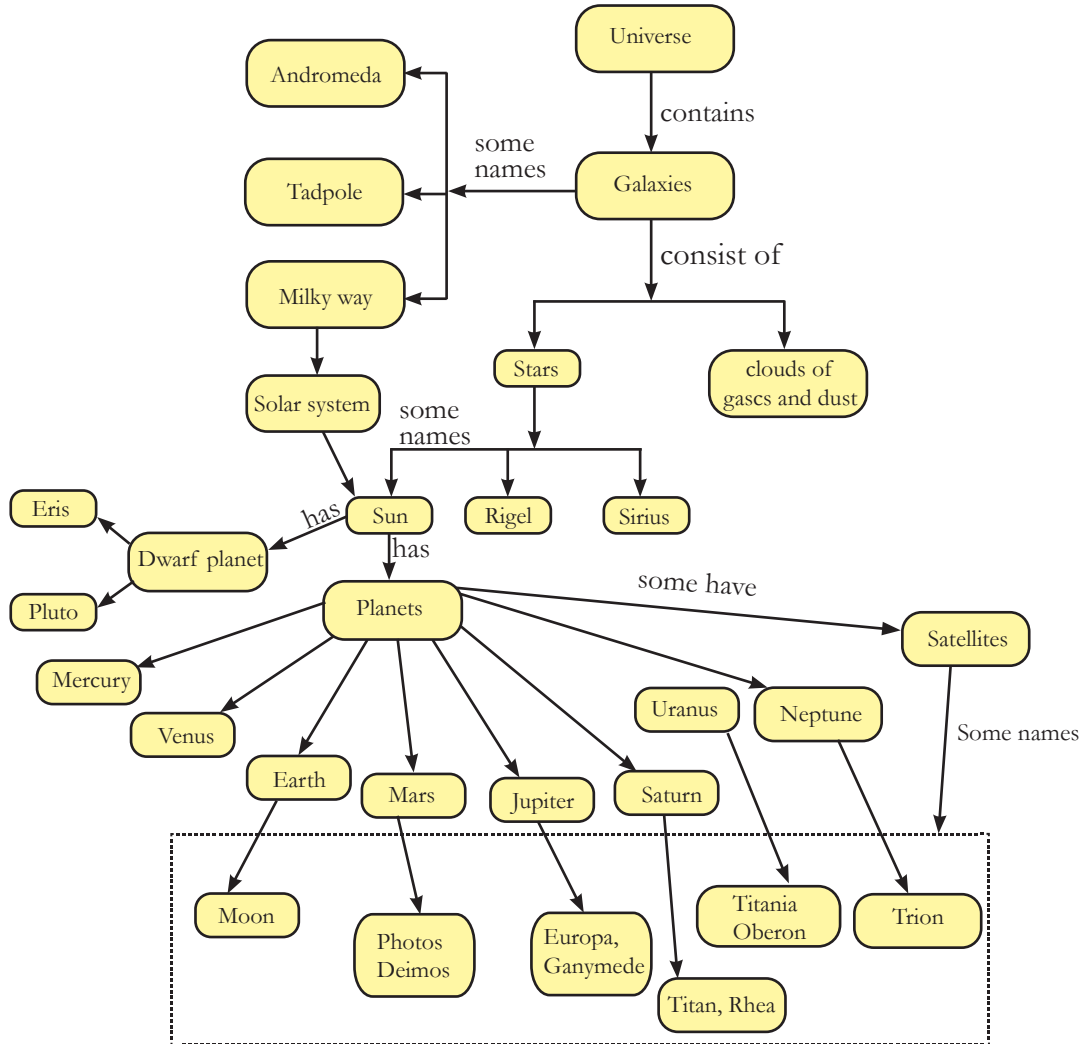 Universe
Andromeda
contains
some
names
Galaxies
Tadpole
consist of
Milky way
Stars
clouds of
gascs and dust
Solar system
some
names
Eris
has
Sun
Rigel
Sirius
Dwarf planet
has
some have
Pluto
Planets
Satellites
Mercury
Venus
Uranus
Neptune
Some names
Earth
Mars
Jupiter
Saturn
Moon
Titania
Oberon
Trion
Photos
Deimos
Europa,
Ganymede
Titan, Rhea